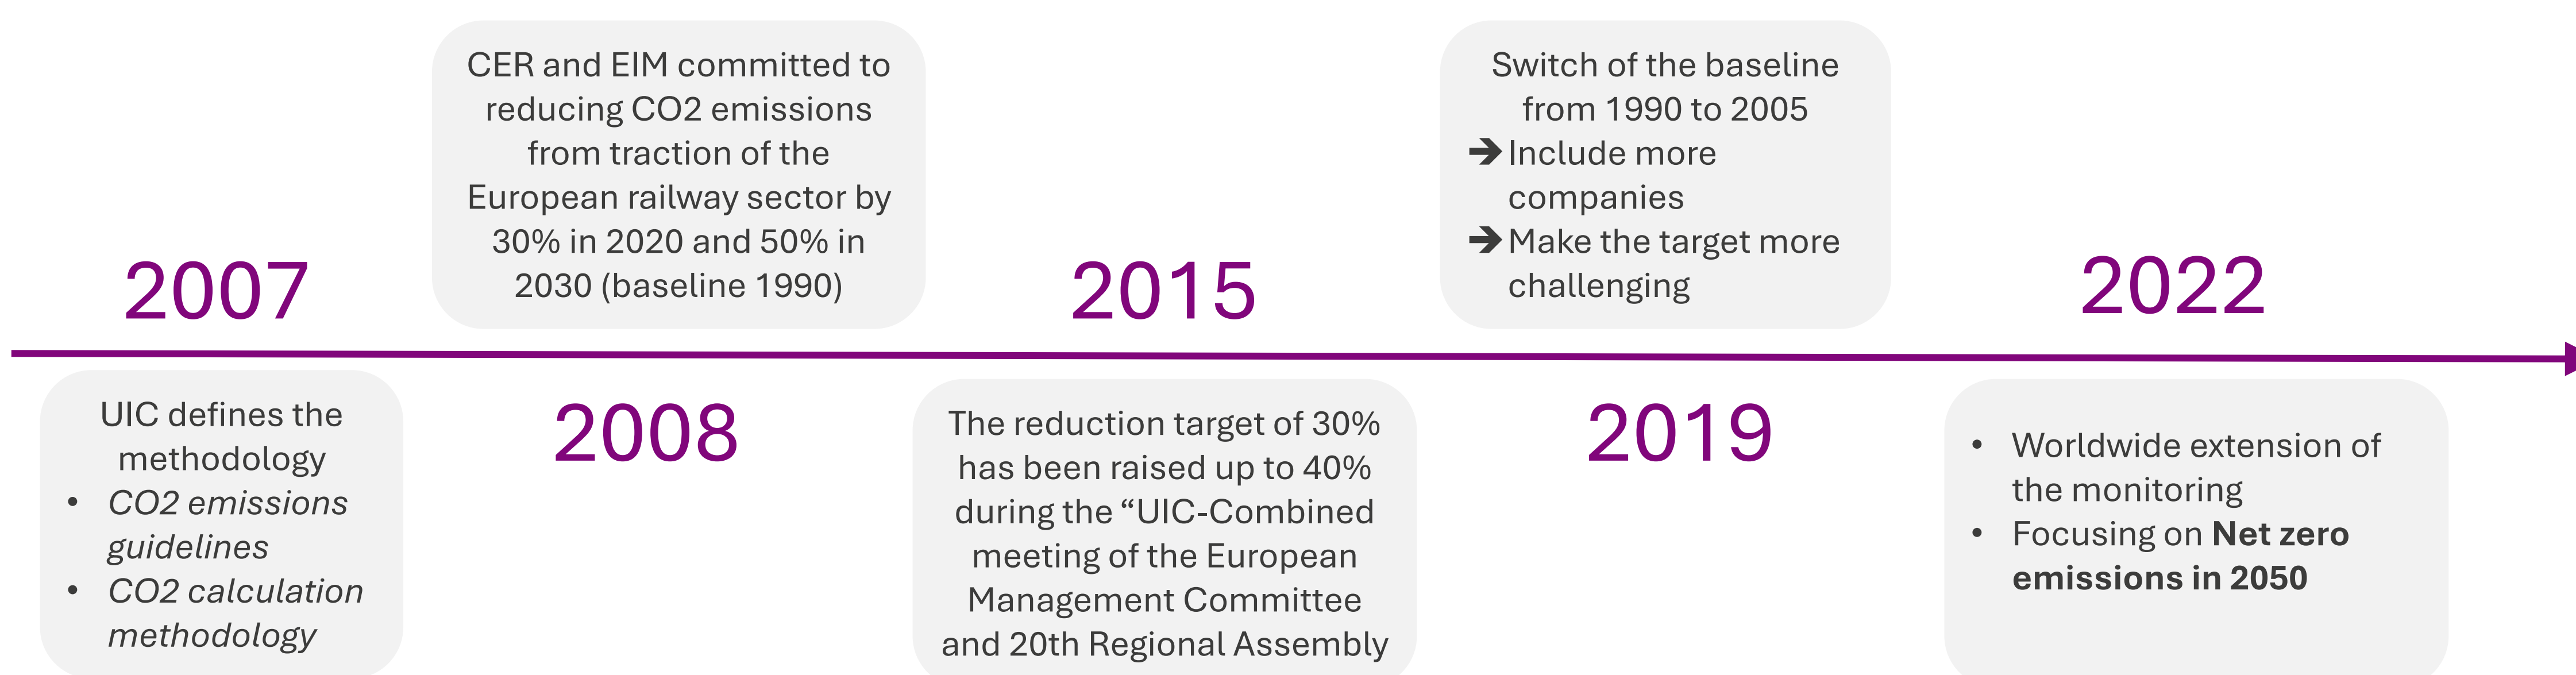 2007
UIC defines the
methodology
• CO2 emissions
guidelines
• CO2 calculation
methodology
CER and EIM committed to
reducing CO2 emissions
from traction of the
European railway sector by
30% in 2020 and 50% in
2030 (baseline 1990)
2008
2015
The reduction target of 30%
has been raised up to 40%
during the “UIC-Combined
meeting of the European
Management Committee
and 20th Regional Assembly
Switch of the baseline
from 1990 to 2005
➔ Include more
companies
➔ Make the target more
challenging
2019
2022
• Worldwide extension of
the monitoring
• Focusing on Net zero
emissions in 2050